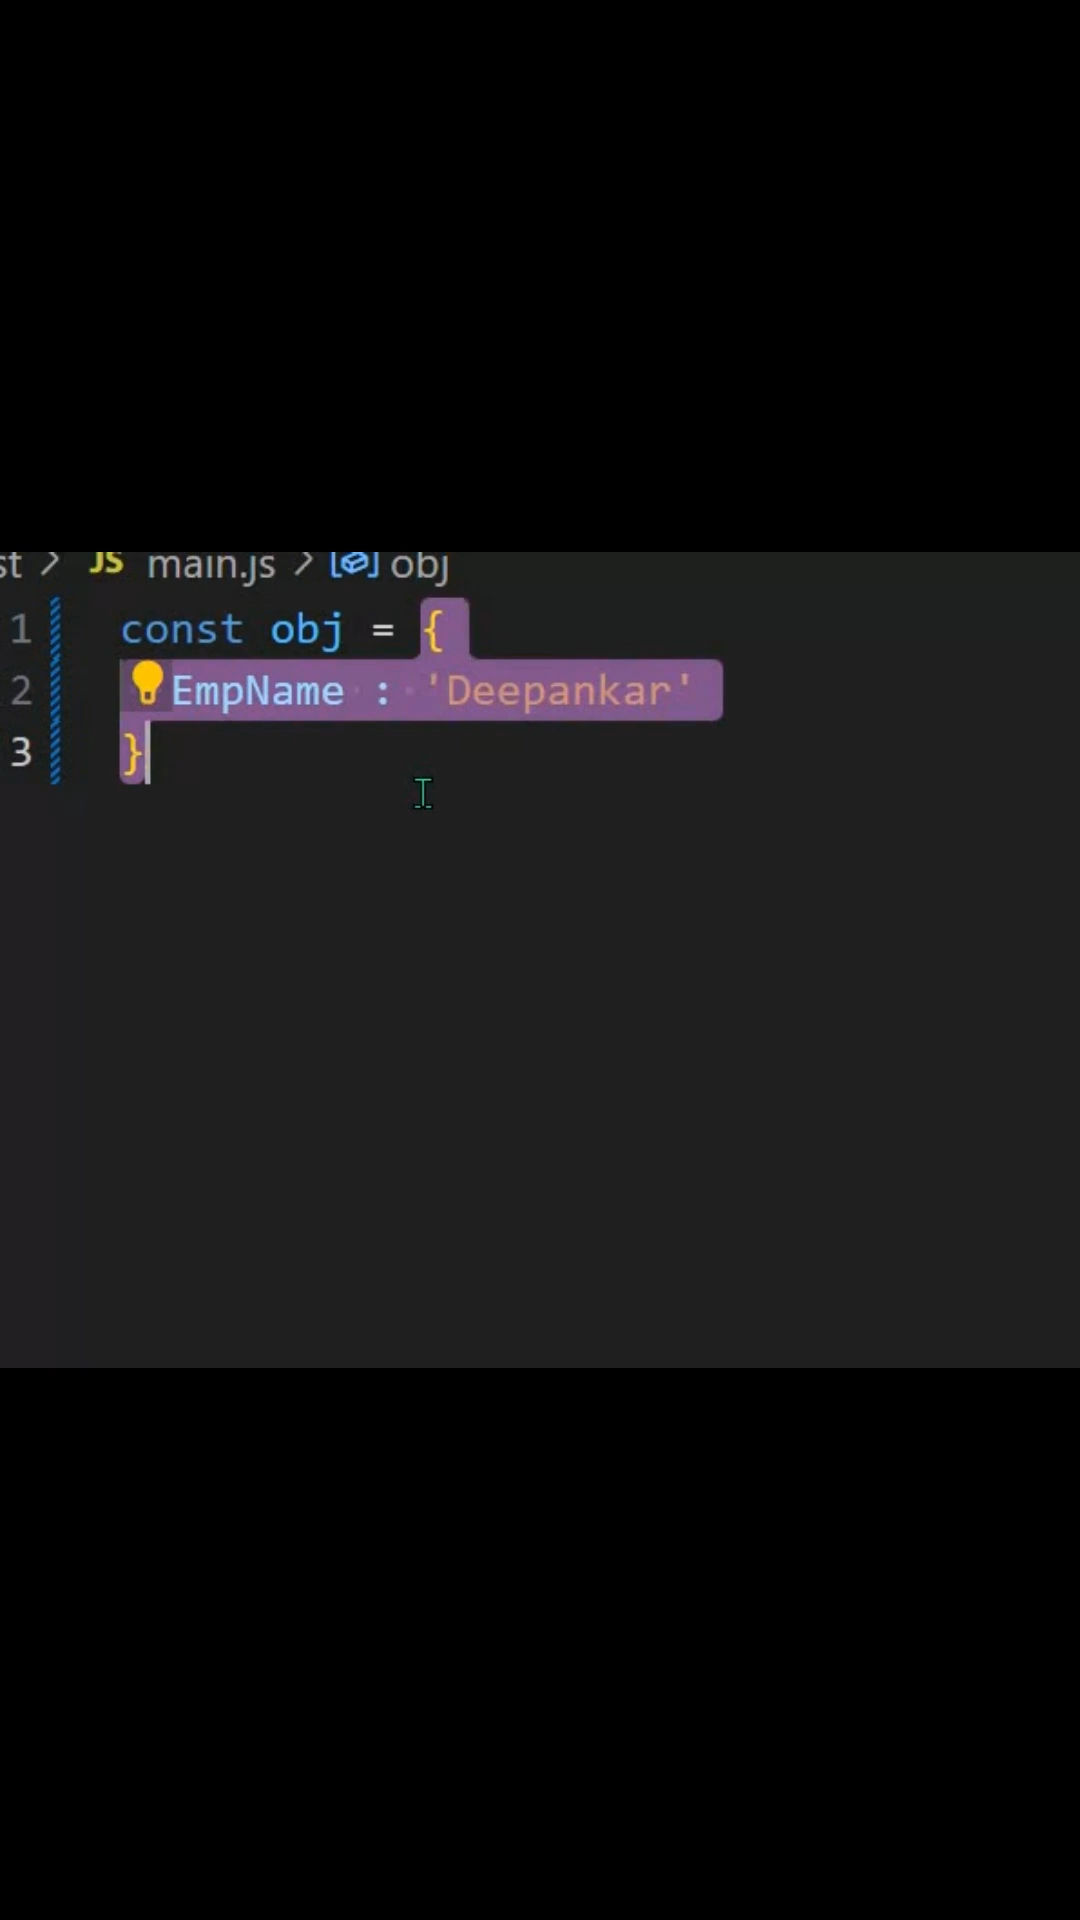 st > JS main.js > obj
1 const obj = {
2 EmpName : 'Deepankar'
3 }